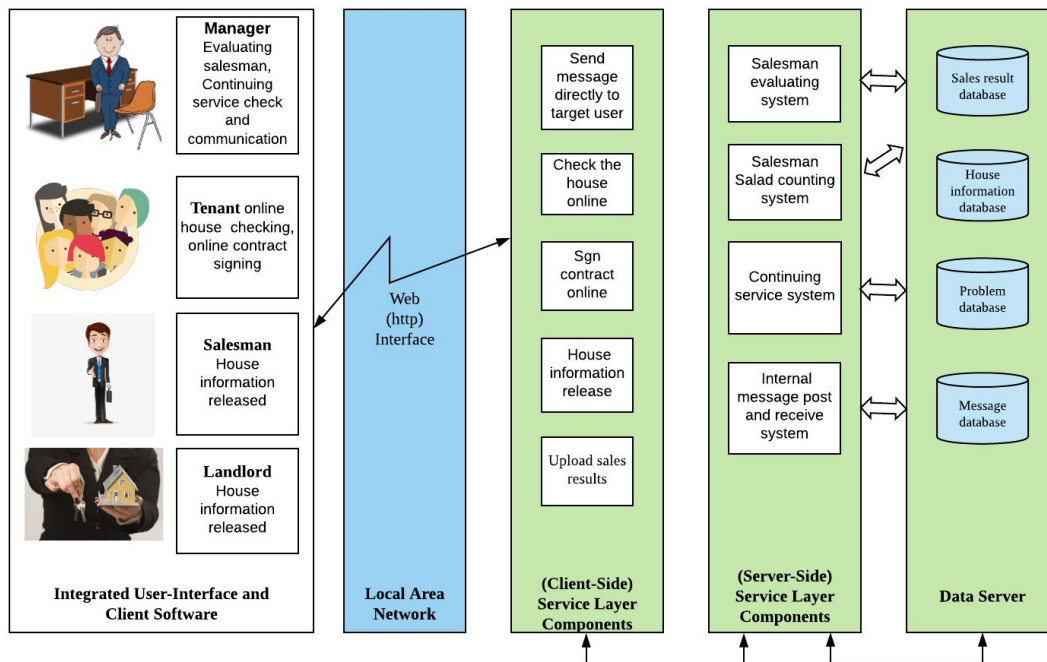 Manager
Evaluating
salesman,
Continuing
service check
and
communication
Tenant online
house checking,
online contract
signing
Salesman
House
information
released
Landlord
House
information
released
Integrated User-Interface and
Client Software
Web
(http)
Interface
Local Area
Network
Send
message
directly to
target user
Check the
house
online
Sgn
contract
online
House
information
release
Upload sales
results
(Client-Side)
Service Layer
Components
Salesman
evaluating
system
Salesman
Salad counting
system
Continuing
service system
Internal
message post
and receive
system
(Server-Side)
Service Layer
Components
Sales result
database
House
information
database
Problem
database
Message
database
Data Server